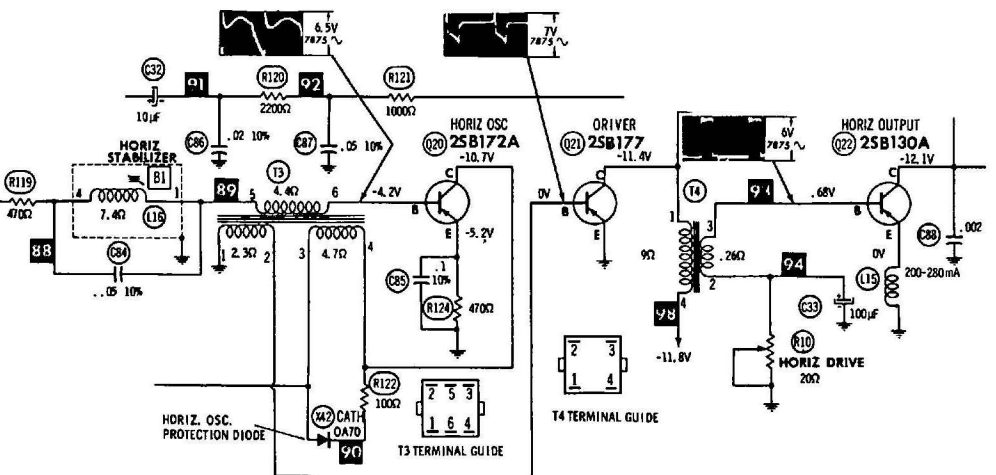 6.5V
7875 ∿
7V
7875 ∿
C32
10µF
91
R120
2200Ω
92
R121
1000Ω
C86
.02 10%
C87
.05 10%
HORIZ OSC
Q20 2SB172A
-10.7V
DRIVER
Q21 2SB177
-11.4V
6V
7875 ∿
HORIZ OUTPUT
Q22 2SB130A
-12.1V
HORIZ
STABILIZER
B1
R119
470Ω
4
1
7.4Ω
L16
88
C84
..05 10%
89
T3
5
4.4Ω
6
-4.2V
B
C
E
-5.2V
1
2.3Ω
2
3
4.7Ω
4
C85
.1
10%
R124
470Ω
0V
B
C
E
T4
1
9Ω
4
3
.26Ω
2
98
-11.8V
93
.68V
B
C
E
0V
94
C33
100µF
R10
HORIZ DRIVE
20Ω
C88
.002
200-280mA
L15
R122
100Ω
X42 CATH
OA70
90
HORIZ. OSC.
PROTECTION DIODE
2 5 3
1 6 4
T3 TERMINAL GUIDE
2 3
1 4
T4 TERMINAL GUIDE